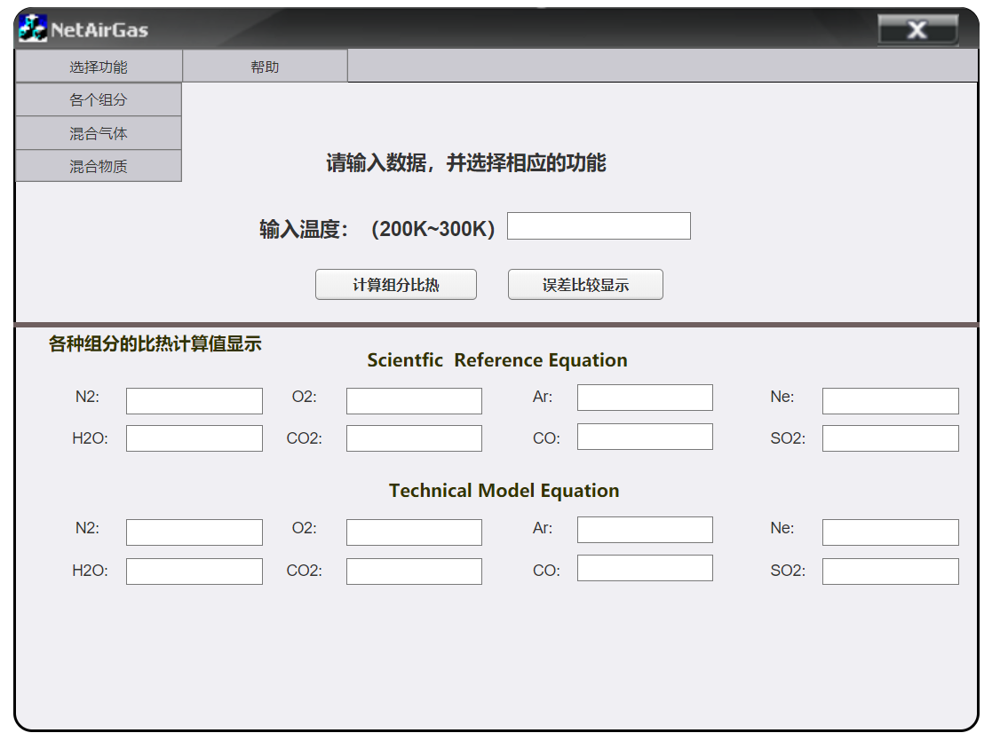 NetAirGas
X
选择功能 帮助
各个组分
混合气体
混合物质
请输入数据，并选择相应的功能
输入温度：（200K~300K）
计算组分比热 误差比较显示
各种组分的比热计算值显示
Scientfic Reference Equation
N2: O2: Ar: Ne:
H2O: CO2: CO: SO2:
Technical Model Equation
N2: O2: Ar: Ne:
H2O: CO2: CO: SO2: